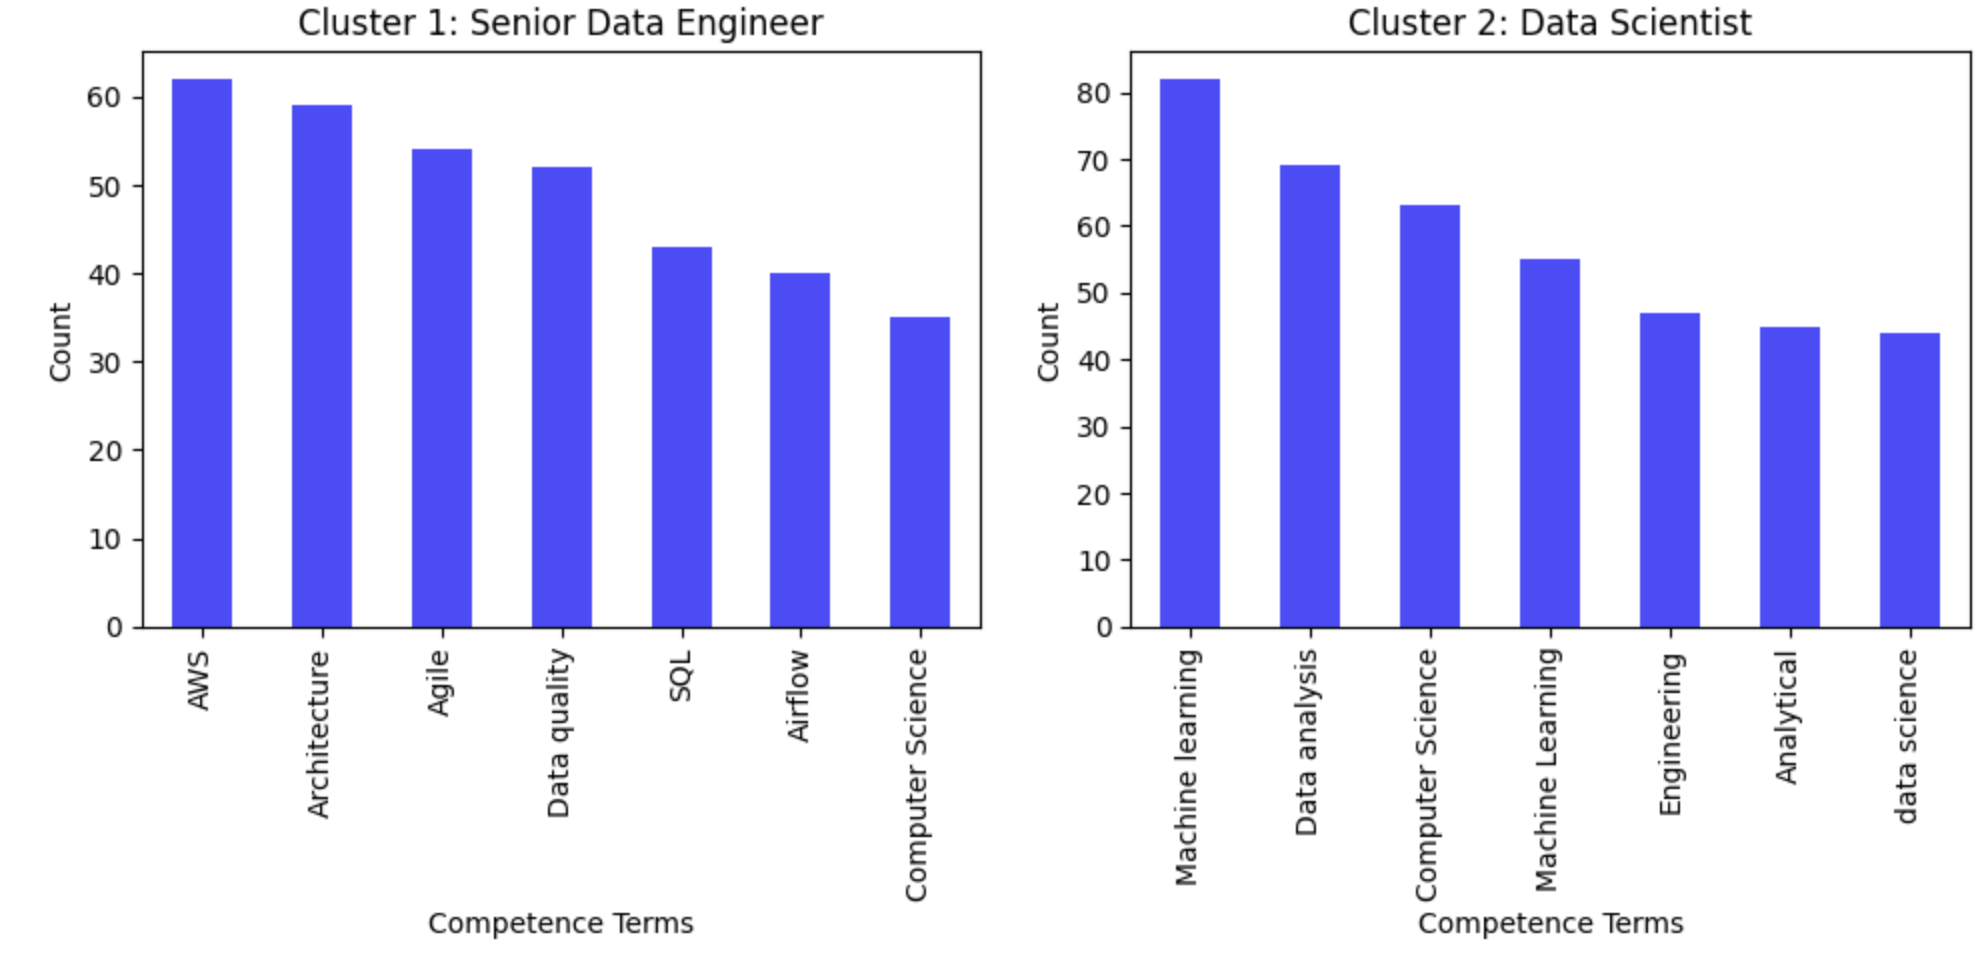 Cluster 1: Senior Data Engineer
60
50
40
30
20
10
0
Count
AWS
Architecture
Agile
Data quality
SQL
Airflow
Computer Science
Competence Terms
Cluster 2: Data Scientist
80
70
60
50
40
30
20
10
0
Count
Machine learning
Data analysis
Computer Science
Machine Learning
Engineering
Analytical
data science
Competence Terms